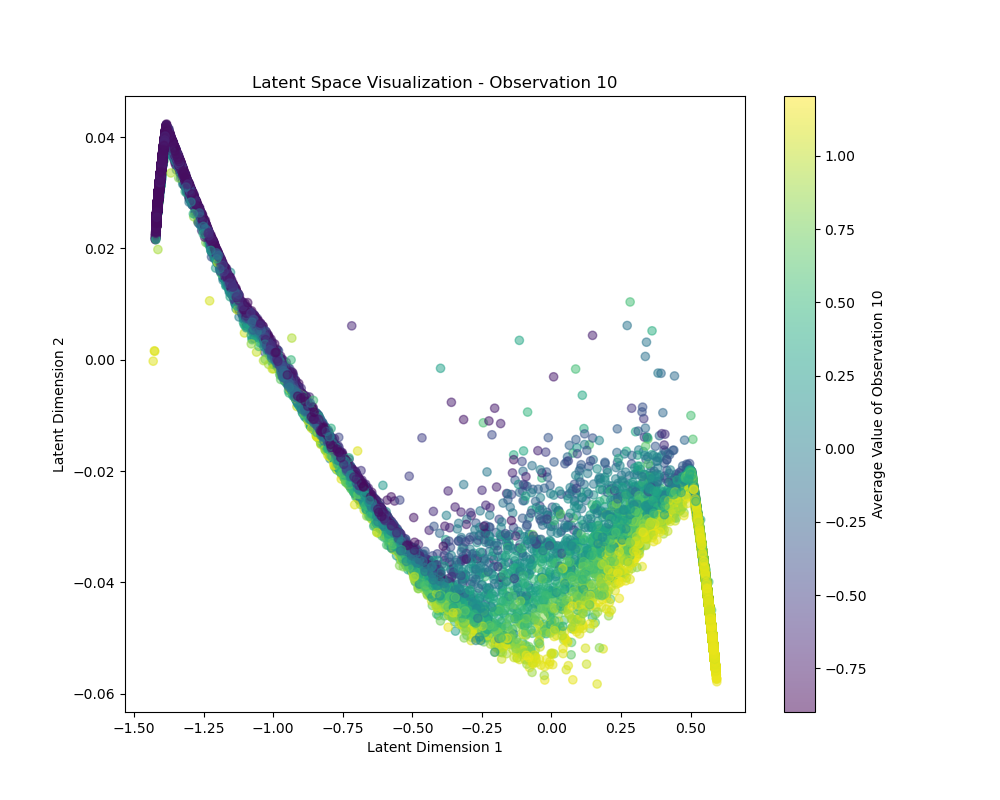 Latent Space Visualization - Observation 10
0.04
0.02
0.00
−0.02
−0.04
−0.06
Latent Dimension 2
−1.50 −1.25 −1.00 −0.75 −0.50 −0.25 0.00 0.25 0.50
Latent Dimension 1
1.00
0.75
0.50
0.25
0.00
−0.25
−0.50
−0.75
Average Value of Observation 10